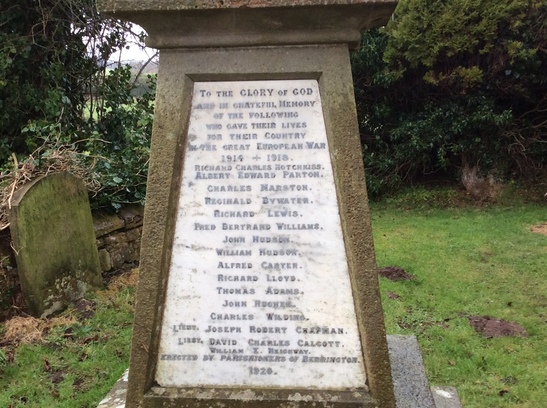 TO THE GLORY OF GOD
AND IN GRATEFUL MEMORY
OF THE FOLLOWING
WHO GAVE THEIR LIVES
FOR THEIR COUNTRY
IN THE GREAT EUROPEAN WAR
1914 + 1918.
RICHARD CHARLES HOTCHKISS.
ALBERT EDWARD PARTON.
CHARLES MARSTON.
REGINALD BYWATER.
RICHARD LEWIS.
FRED BERTRAND WILLIAMS.
JOHN HUDSON.
WILLIAM HUDSON.
ALFRED CARTER.
RICHARD LLOYD.
THOMAS ADAMS.
JOHN HUGHES.
CHARLES WILDING.
LIEUT. JOSEPH ROBERT CHAPMAN.
LIEUT. DAVID CHARLES CALCOTT.
WILLIAM E.
ERECTED BY PARISHIONERS OF BERRINGTON.
1920.